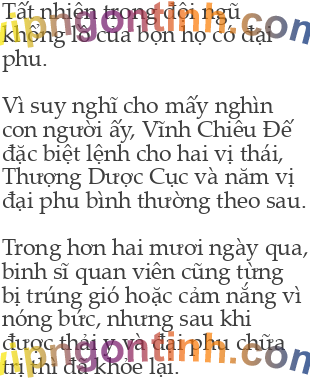 Tất nhiên trong đội ngũ
khổng lồ của bọn họ có đại
phu.

Vì suy nghĩ cho mấy nghìn
con người ấy, Vĩnh Chiêu Đế
đặc biệt lệnh cho hai vị thái,
Thượng Dược Cục và năm vị
đại phu bình thường theo sau.

Trong hơn hai mươi ngày qua,
binh sĩ quan viên cũng từng
bị trúng gió hoặc cảm nắng vì
nóng bức, nhưng sau khi
được thái y và đại phu chữa
trị thì đã khỏe lại.
vipngontinh.com
vipngontinh.com